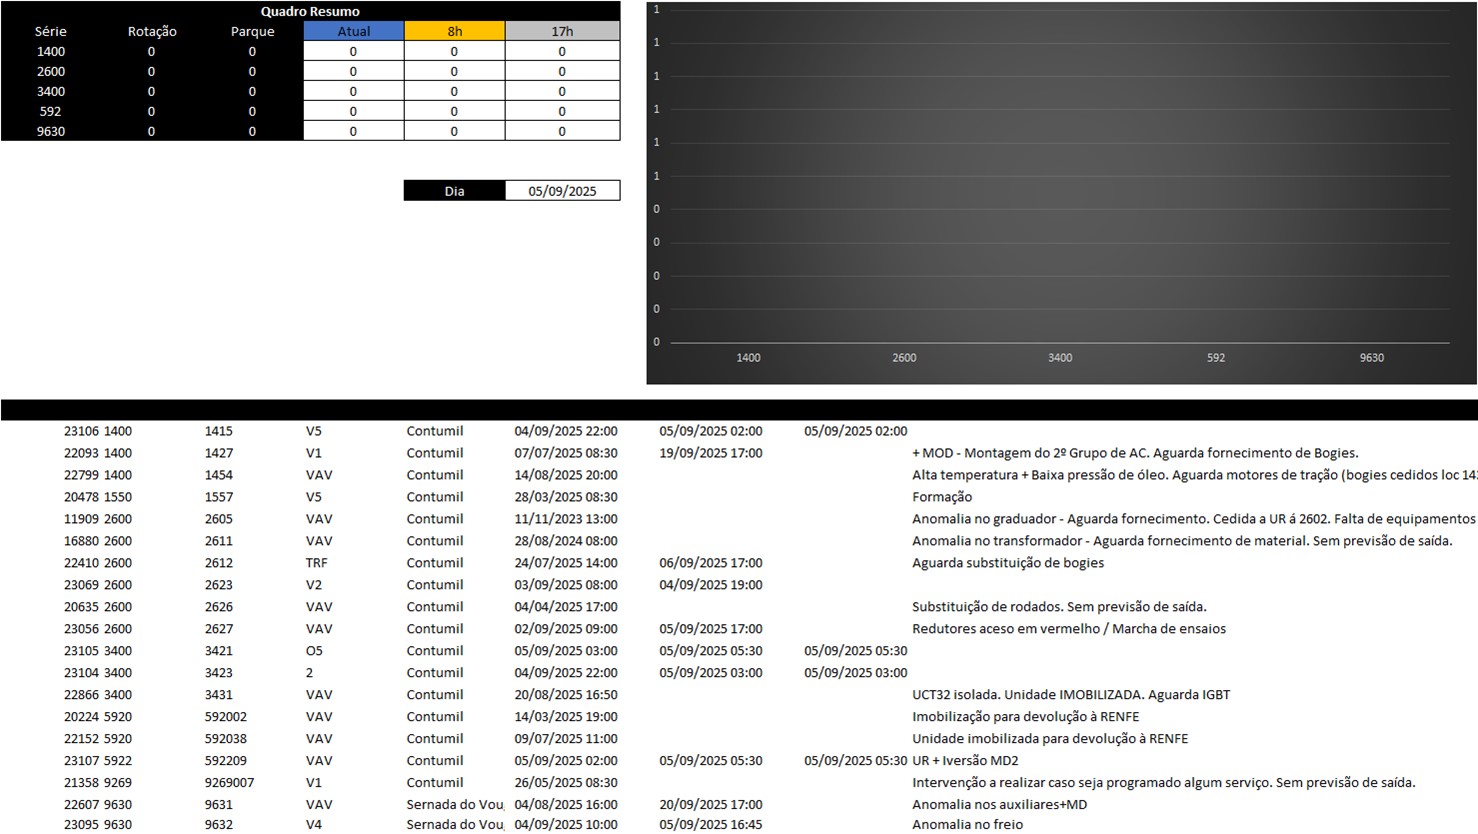 Quadro Resumo
Série Rotação Parque Atual 8h 17h
1400 0 0 0 0 0
2600 0 0 0 0 0
3400 0 0 0 0 0
592 0 0 0 0 0
9630 0 0 0 0 0
Dia 05/09/2025
1
1
1
1
1
1
0
0
0
0
0
1400 2600 3400 592 9630
23106 1400 1415 V5 Contumil 04/09/2025 22:00 05/09/2025 02:00 05/09/2025 02:00
22093 1400 1427 V1 Contumil 07/07/2025 08:30 19/09/2025 17:00 + MOD - Montagem do 2º Grupo de AC. Aguarda fornecimento de Bogies.
22799 1400 1454 VAV Contumil 14/08/2025 20:00 Alta temperatura + Baixa pressão de óleo. Aguarda motores de tração (bogies cedidos loc 143
20478 1550 1557 V5 Contumil 28/03/2025 08:30 Formação
11909 2600 2605 VAV Contumil 11/11/2023 13:00 Anomalia no graduador - Aguarda fornecimento. Cedida a UR á 2602. Falta de equipamentos
16880 2600 2611 VAV Contumil 28/08/2024 08:00 Anomalia no transformador - Aguarda fornecimento de material. Sem previsão de saída.
22410 2600 2612 TRF Contumil 24/07/2025 14:00 06/09/2025 17:00 Aguarda substituição de bogies
23069 2600 2623 V2 Contumil 03/09/2025 08:00 04/09/2025 19:00
20635 2600 2626 VAV Contumil 04/04/2025 17:00 Substituição de rodados. Sem previsão de saída.
23056 2600 2627 VAV Contumil 02/09/2025 09:00 05/09/2025 17:00 Redutores aceso em vermelho / Marcha de ensaios
23105 3400 3421 O5 Contumil 05/09/2025 03:00 05/09/2025 05:30 05/09/2025 05:30
23104 3400 3423 2 Contumil 04/09/2025 22:00 05/09/2025 03:00 05/09/2025 03:00
22866 3400 3431 VAV Contumil 20/08/2025 16:50 UCT32 isolada. Unidade IMOBILIZADA. Aguarda IGBT
20224 5920 592002 VAV Contumil 14/03/2025 19:00 Imobilização para devolução à RENFE
22152 5920 592038 VAV Contumil 09/07/2025 11:00 Unidade imobilizada para devolução à RENFE
23107 5922 592209 VAV Contumil 05/09/2025 02:00 05/09/2025 05:30 05/09/2025 05:30 UR + Iversão MD2
21358 9269 9269007 V1 Contumil 26/05/2025 08:30 Intervenção a realizar caso seja programado algum serviço. Sem previsão de saída.
22607 9630 9631 VAV Sernada do Vou 04/08/2025 16:00 20/09/2025 17:00 Anomalia nos auxiliares+MD
23095 9630 9632 V4 Sernada do Vou 04/09/2025 10:00 05/09/2025 16:45 Anomalia no freio